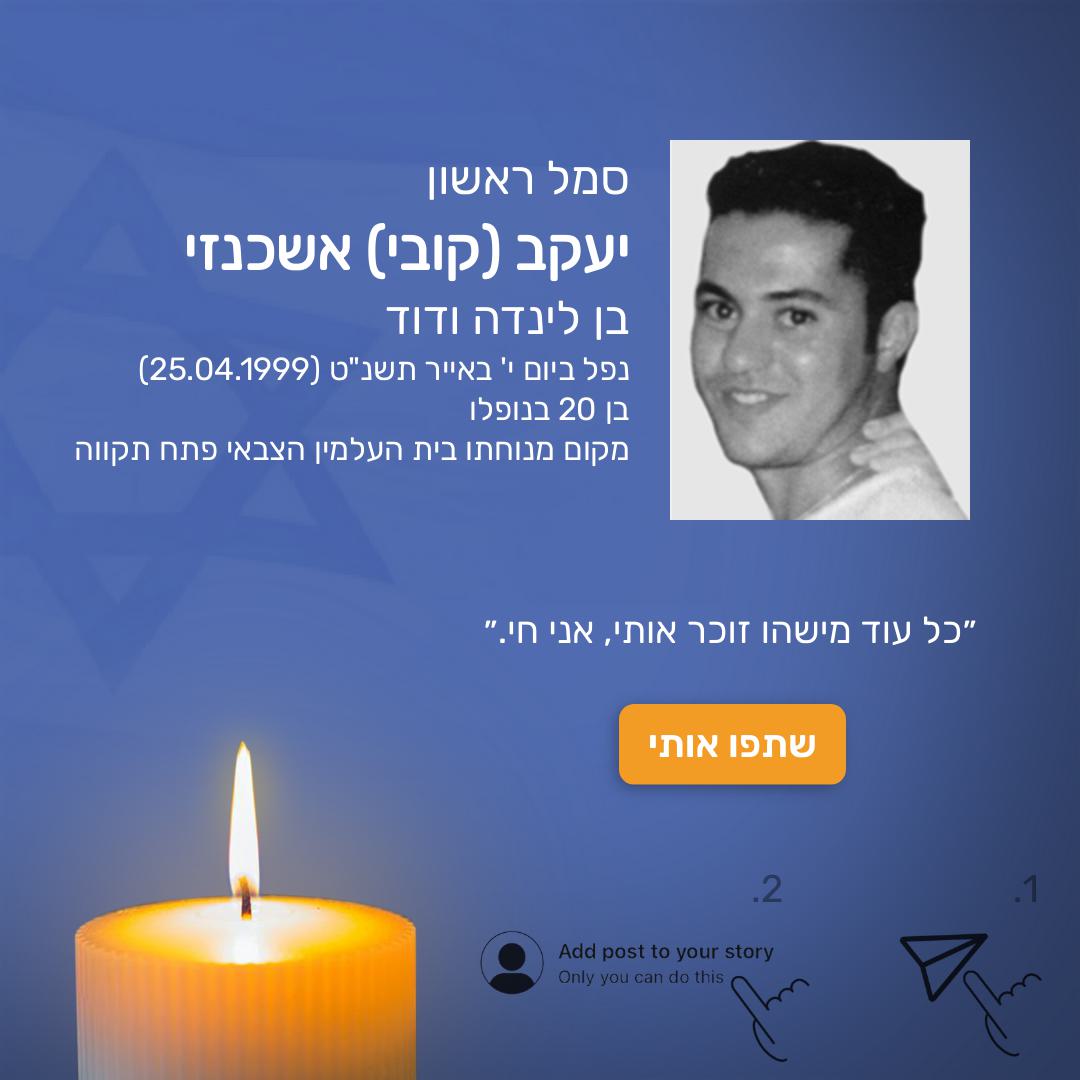 סמל ראשון
יעקב (קובי) אשכנזי
בן לינדה ודוד
נפל ביום י' באייר תשנ"ט (25.04.1999)
בן 20 בנופלו
מקום מנוחתו בית העלמין הצבאי פתח תקווה
״כל עוד מישהו זוכר אותי, אני חי.״
שתפו אותי
1.
2.
Add post to your story
Only you can do this